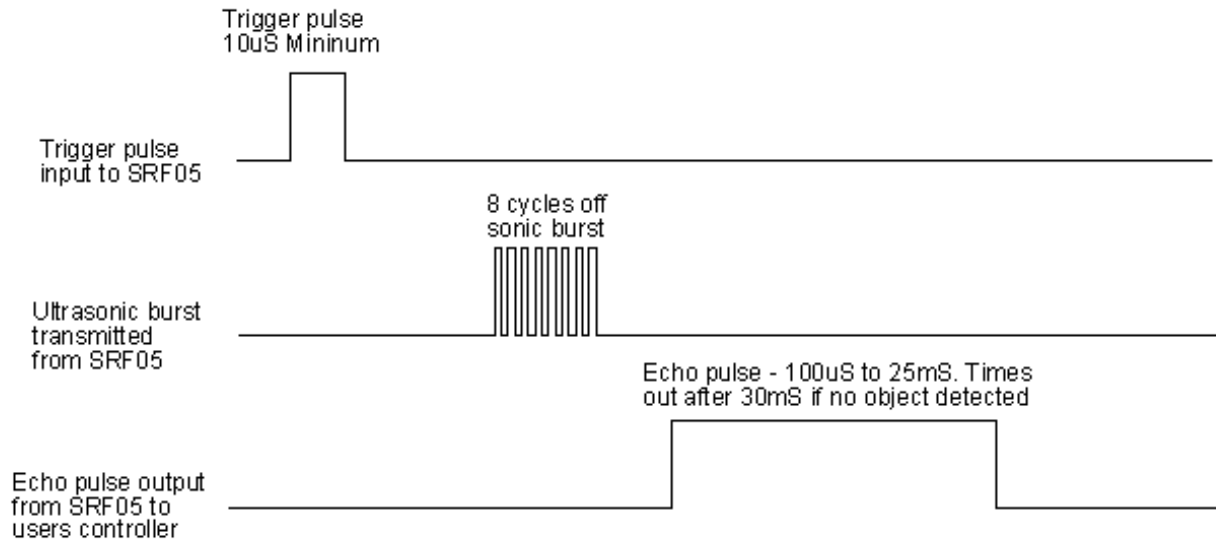 Trigger pulse
10uS Mininum
Trigger pulse
input to SRF05
8 cycles off
sonic burst
Ultrasonic burst
transmitted
from SRF05
Echo pulse - 100uS to 25mS. Times
out after 30mS if no object detected
Echo pulse output
from SRF05 to
users controller